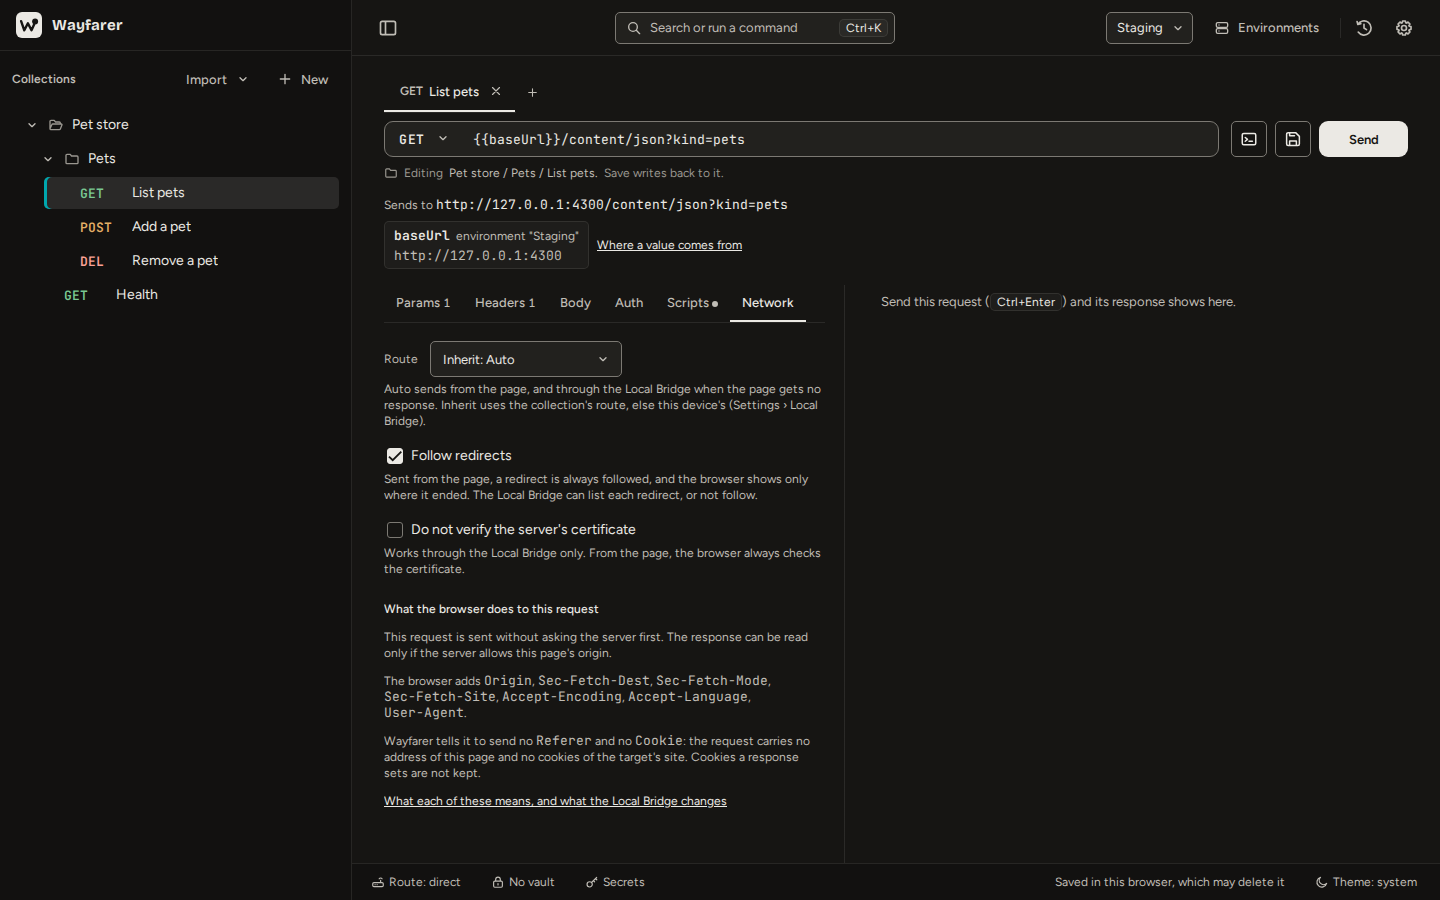 Wayfarer
Search or run a command
Ctrl+K
Staging
Environments
Collections
Import
New
Pet store
Pets
GET List pets
POST Add a pet
DEL Remove a pet
GET Health
GET List pets
GET {{baseUrl}}/content/json?kind=pets
Send
Editing Pet store / Pets / List pets. Save writes back to it.
Sends to http://127.0.0.1:4300/content/json?kind=pets
baseUrl environment "Staging"
http://127.0.0.1:4300
Where a value comes from
Params 1
Headers 1
Body
Auth
Scripts
Network
Route
Inherit: Auto
Auto sends from the page, and through the Local Bridge when the page gets no
response. Inherit uses the collection's route, else this device's (Settings › Local
Bridge).
Follow redirects
Sent from the page, a redirect is always followed, and the browser shows only
where it ended. The Local Bridge can list each redirect, or not follow.
Do not verify the server's certificate
Works through the Local Bridge only. From the page, the browser always checks
the certificate.
What the browser does to this request
This request is sent without asking the server first. The response can be read
only if the server allows this page's origin.
The browser adds Origin, Sec-Fetch-Dest, Sec-Fetch-Mode,
Sec-Fetch-Site, Accept-Encoding, Accept-Language,
User-Agent.
Wayfarer tells it to send no Referer and no Cookie: the request carries no
address of this page and no cookies of the target's site. Cookies a response
sets are not kept.
What each of these means, and what the Local Bridge changes
Send this request (Ctrl+Enter) and its response shows here.
Route: direct
No vault
Secrets
Saved in this browser, which may delete it
Theme: system